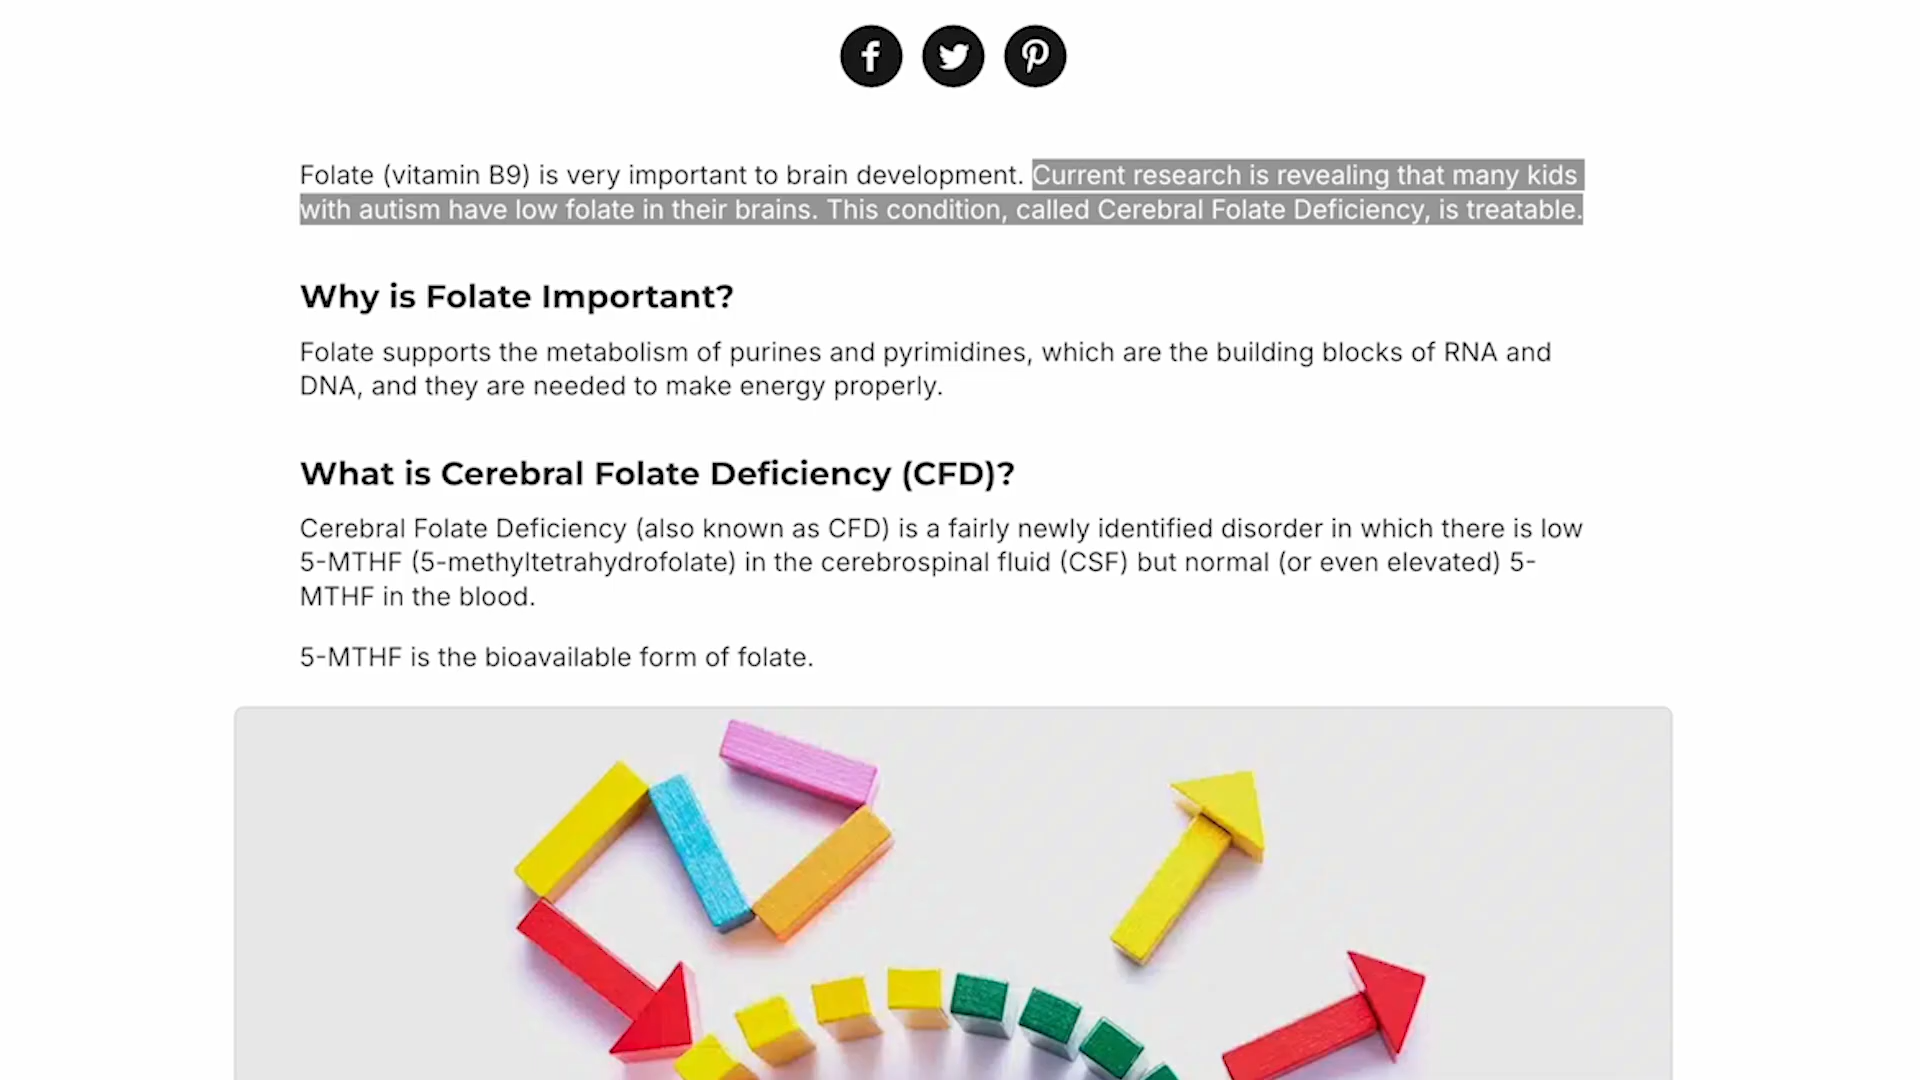 Folate (vitamin B9) is very important to brain development. Current research is revealing that many kids
with autism have low folate in their brains. This condition, called Cerebral Folate Deficiency, is treatable.
Why is Folate Important?
Folate supports the metabolism of purines and pyrimidines, which are the building blocks of RNA and
DNA, and they are needed to make energy properly.
What is Cerebral Folate Deficiency (CFD)?
Cerebral Folate Deficiency (also known as CFD) is a fairly newly identified disorder in which there is low
5-MTHF (5-methyltetrahydrofolate) in the cerebrospinal fluid (CSF) but normal (or even elevated) 5-
MTHF in the blood.
5-MTHF is the bioavailable form of folate.